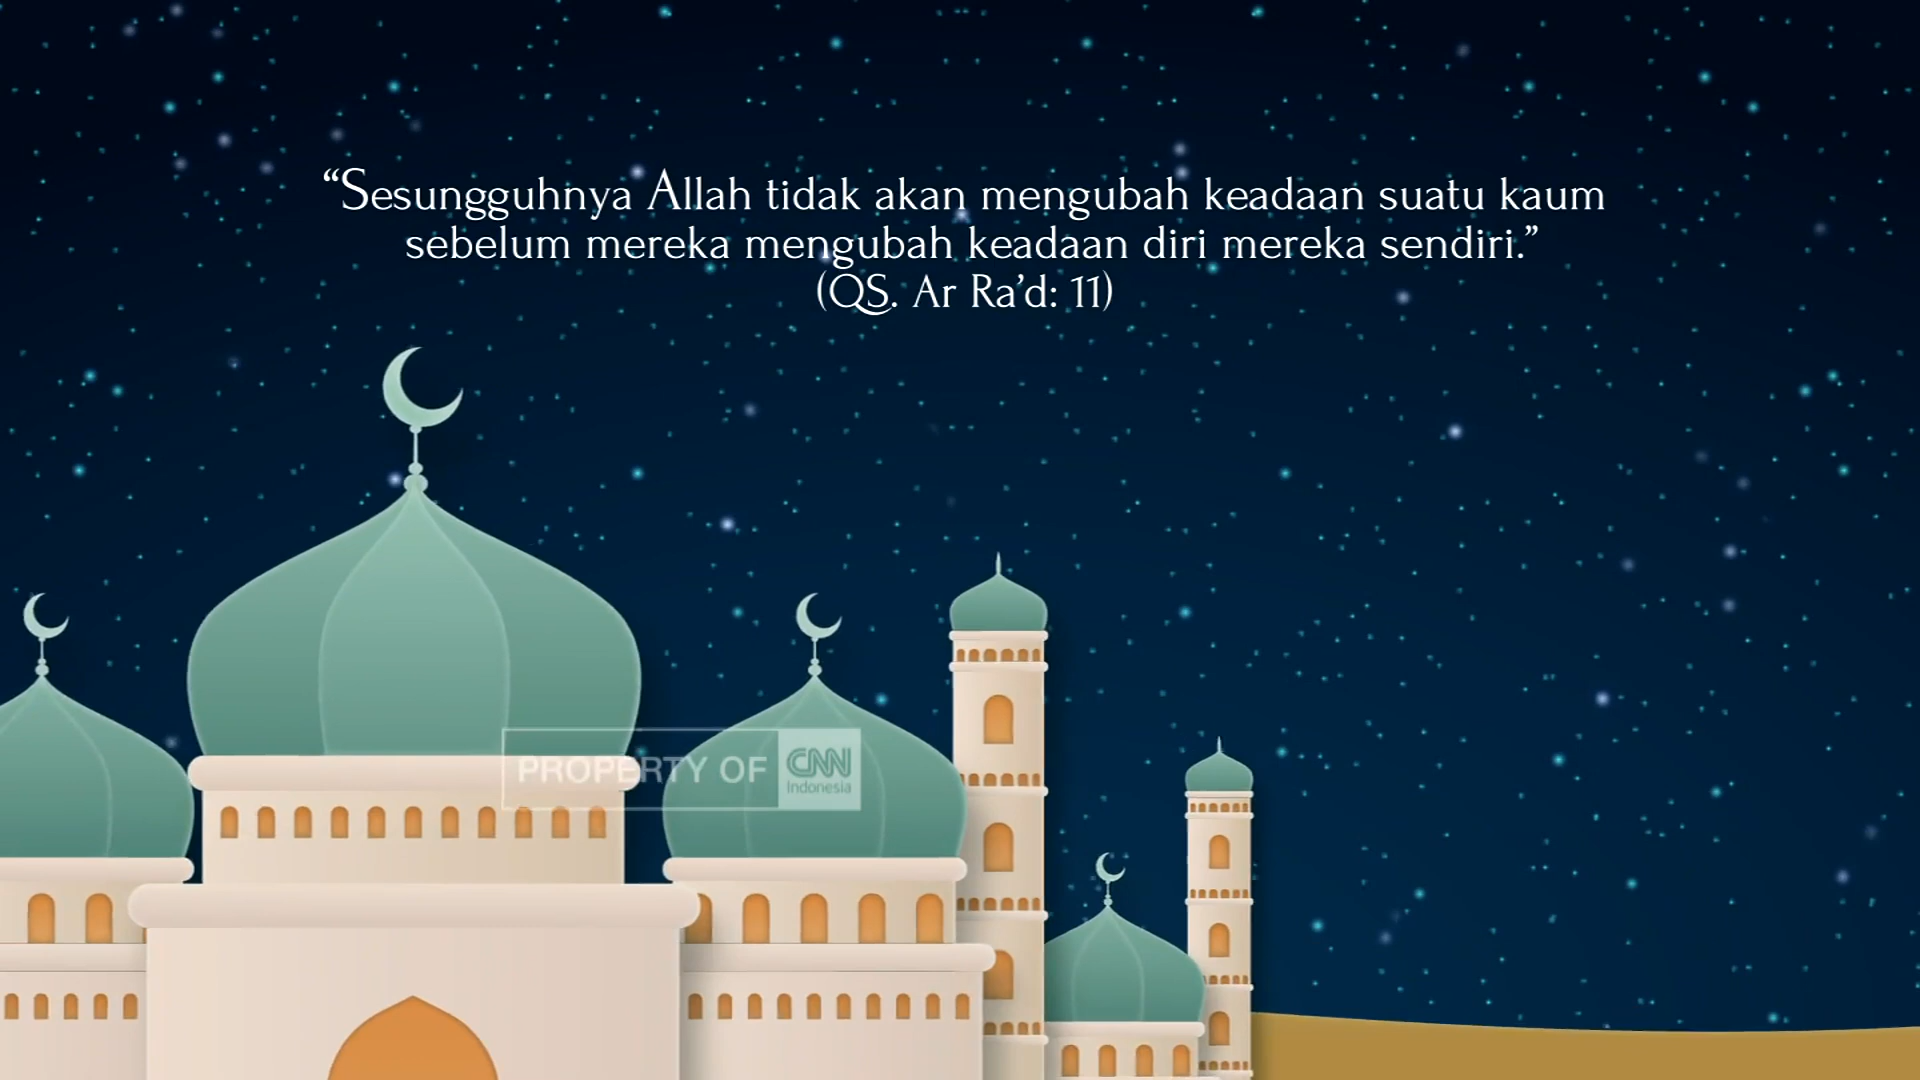 “Sesungguhnya Allah tidak akan mengubah keadaan suatu kaum
sebelum mereka mengubah keadaan diri mereka sendiri.”
(QS. Ar Ra’d: 11)
PROPERTY OF CNN Indonesia